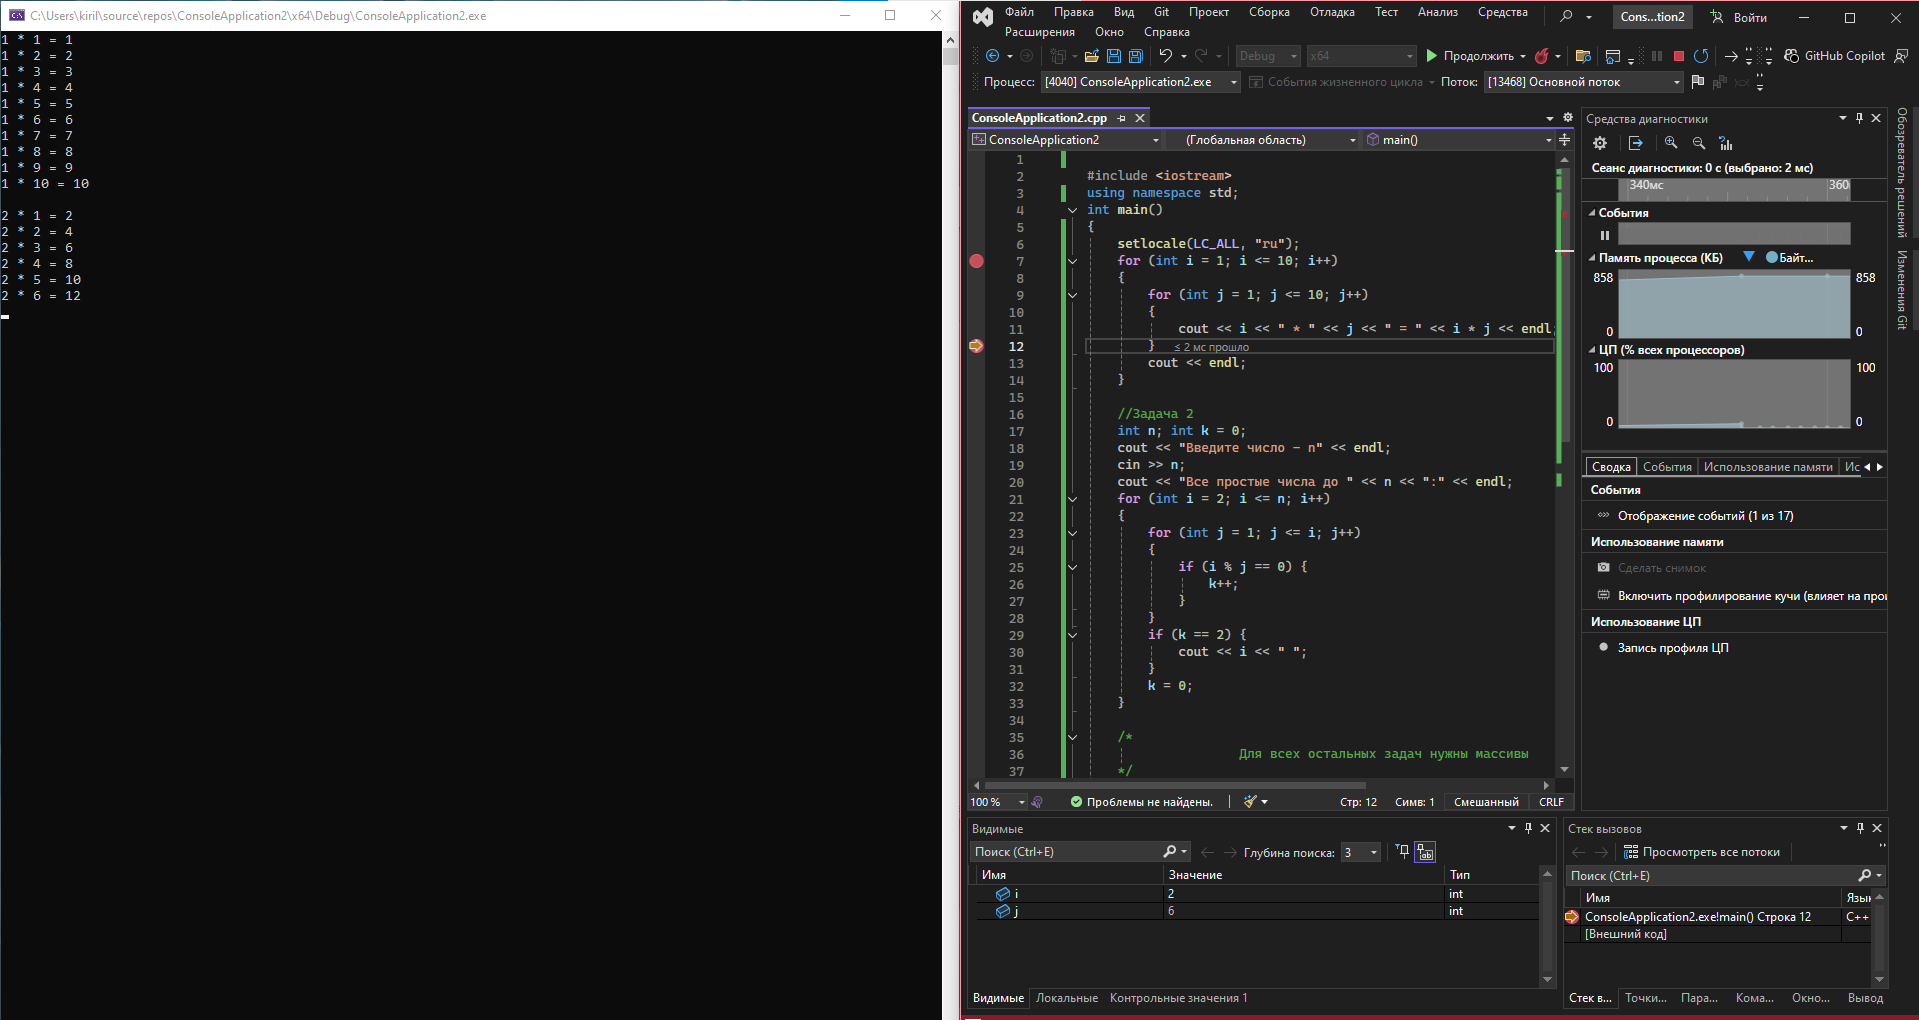 C:\Users\kiril\source\repos\ConsoleApplication2\x64\Debug\ConsoleApplication2.exe
1 * 1 = 1
1 * 2 = 2
1 * 3 = 3
1 * 4 = 4
1 * 5 = 5
1 * 6 = 6
1 * 7 = 7
1 * 8 = 8
1 * 9 = 9
1 * 10 = 10
2 * 1 = 2
2 * 2 = 4
2 * 3 = 6
2 * 4 = 8
2 * 5 = 10
2 * 6 = 12
Файл Правка Вид Git Проект Сборка Отладка Тест Анализ Средства Cons...tion2 Войти
Расширения Окно Справка
Debug x64 Продолжить GitHub Copilot
Процесс: [4040] ConsoleApplication2.exe События жизненного цикла Поток: [13468] Основной поток
ConsoleApplication2.cpp
ConsoleApplication2 (Глобальная область) main()
1
2 #include <iostream>
3 using namespace std;
4 int main()
5 {
6 setlocale(LC_ALL, "ru");
7 for (int i = 1; i <= 10; i++)
8 {
9 for (int j = 1; j <= 10; j++)
10 {
11 cout << i << " * " << j << " = " << i * j << endl;
12 } ≤ 2 мс прошло
13 cout << endl;
14 }
15
16 //Задача 2
17 int n; int k = 0;
18 cout << "Введите число - n" << endl;
19 cin >> n;
20 cout << "Все простые числа до " << n << ":" << endl;
21 for (int i = 2; i <= n; i++)
22 {
23 for (int j = 1; j <= i; j++)
24 {
25 if (i % j == 0) {
26 k++;
27 }
28 }
29 if (k == 2) {
30 cout << i << " ";
31 }
32 k = 0;
33 }
34
35 /*
36 Для всех остальных задач нужны массивы
37 */
100 % Проблемы не найдены. Стр: 12 Симв: 1 Смешанный CRLF
Средства диагностики
Сеанс диагностики: 0 с (выбрано: 2 мс)
340мс 360
События
Память процесса (КБ) Байт...
858 858
0 0
ЦП (% всех процессоров)
100 100
0 0
Сводка События Использование памяти Ис
События
Отображение событий (1 из 17)
Использование памяти
Сделать снимок
Включить профилирование кучи (влияет на прои
Использование ЦП
Запись профиля ЦП
Обозреватель решений
Изменения Git
Видимые
Поиск (Ctrl+E) Глубина поиска: 3
Имя Значение Тип
i 2 int
j 6 int
Видимые Локальные Контрольные значения 1
Стек вызовов
Просмотреть все потоки
Поиск (Ctrl+E)
Имя Язык
ConsoleApplication2.exe!main() Строка 12 C++
[Внешний код]
Стек в... Точки... Пара... Кома... Окно... Вывод